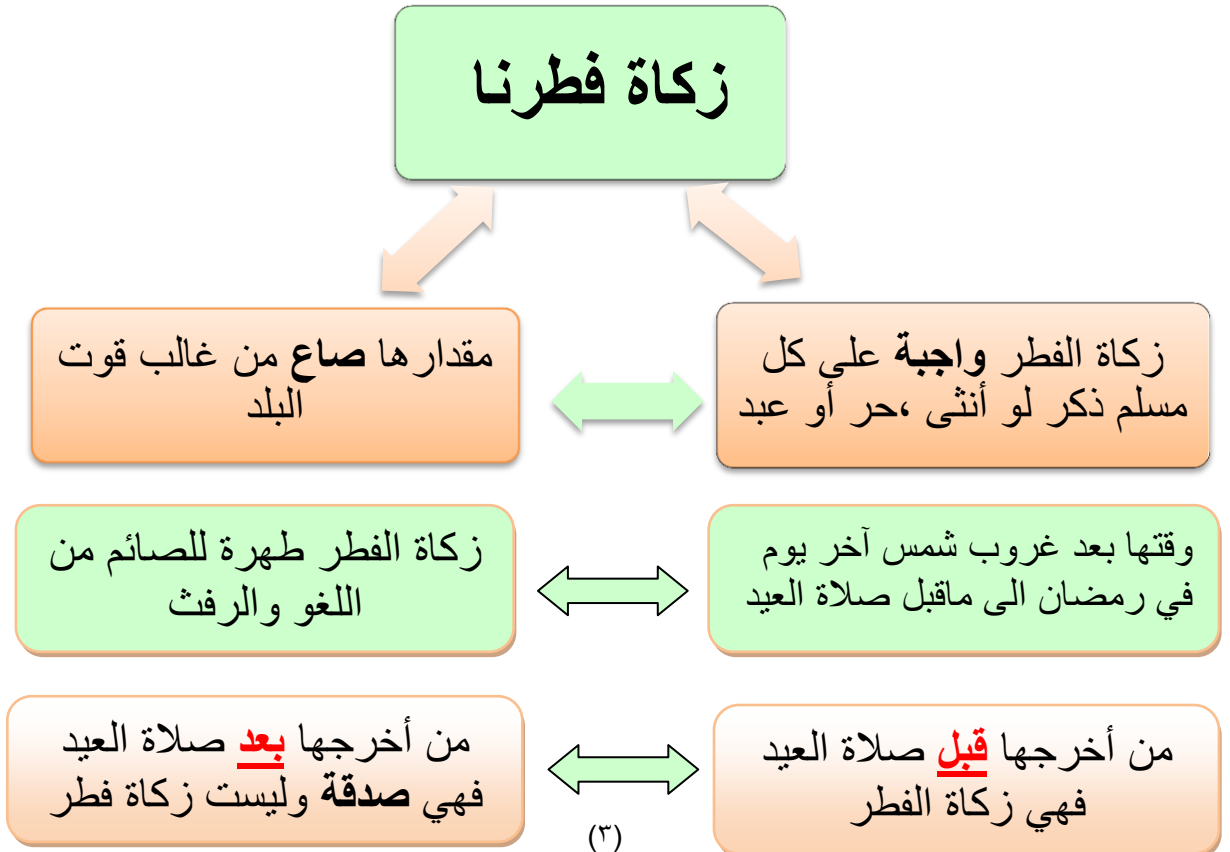 زكاة فطرنا
زكاة الفطر واجبة على كل
مسلم ذكر لو أنثى ،حر أو عبد
مقدارها صاع من غالب قوت
البلد
وقتها بعد غروب شمس آخر يوم
في رمضان الى ماقبل صلاة العيد
زكاة الفطر طهرة للصائم من
اللغو والرفث
من أخرجها قبل صلاة العيد
فهي زكاة الفطر
من أخرجها بعد صلاة العيد
فهي صدقة وليست زكاة فطر
(٣)